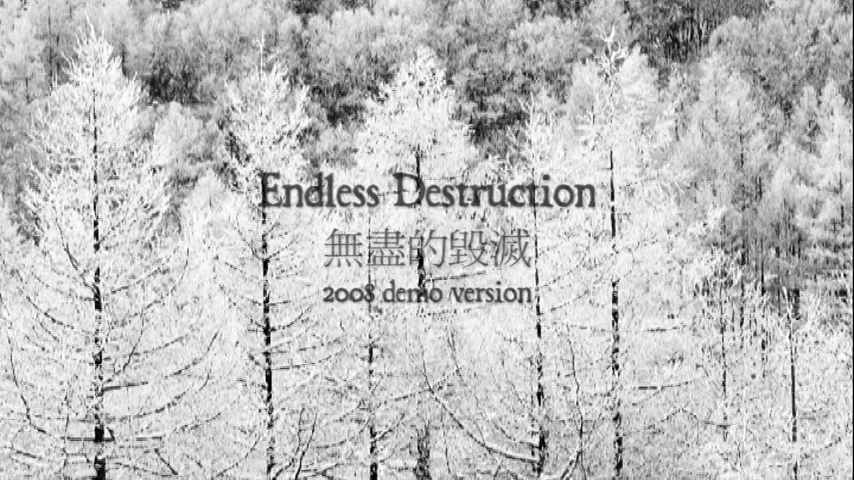 Endless Destruction
無盡的毀滅
2008 demo version